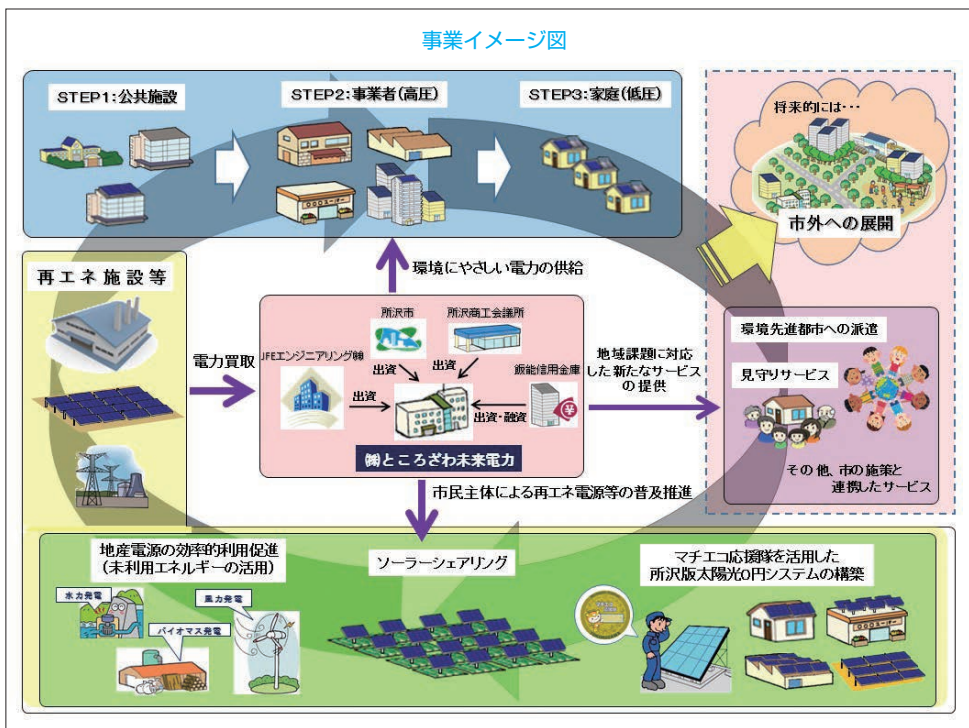 事業イメージ図
STEP1:公共施設
STEP2:事業者(高圧)
STEP3:家庭(低圧)
将来的には・・・
市外への展開
再エネ施設等
環境にやさしい電力の供給
電力買取
所沢市
所沢商工会議所
JFEエンジニアリング㈱
飯能信用金庫
出資
出資
出資
出資・融資
㈱ところざわ未来電力
地域課題に対応
した新たなサービス
の提供
環境先進都市への派遣
見守りサービス
その他、市の施策と
連携したサービス
市民主体による再エネ電源等の普及推進
地産電源の効率的利用促進
(未利用エネルギーの活用)
水力発電
風力発電
バイオマス発電
ソーラーシェアリング
マチエコ応援隊を活用した
所沢版太陽光0円システムの構築